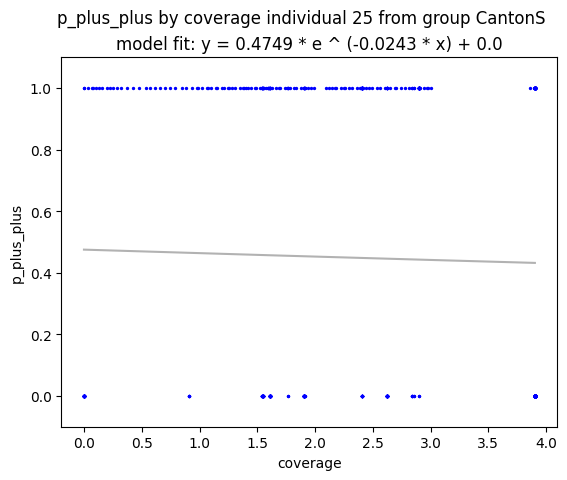 p_plus_plus by coverage individual 25 from group CantonS
model fit: y = 0.4749 * e ^ (-0.0243 * x) + 0.0
1.0
0.8
0.6
0.4
0.2
0.0
p_plus_plus
0.0 0.5 1.0 1.5 2.0 2.5 3.0 3.5 4.0
coverage